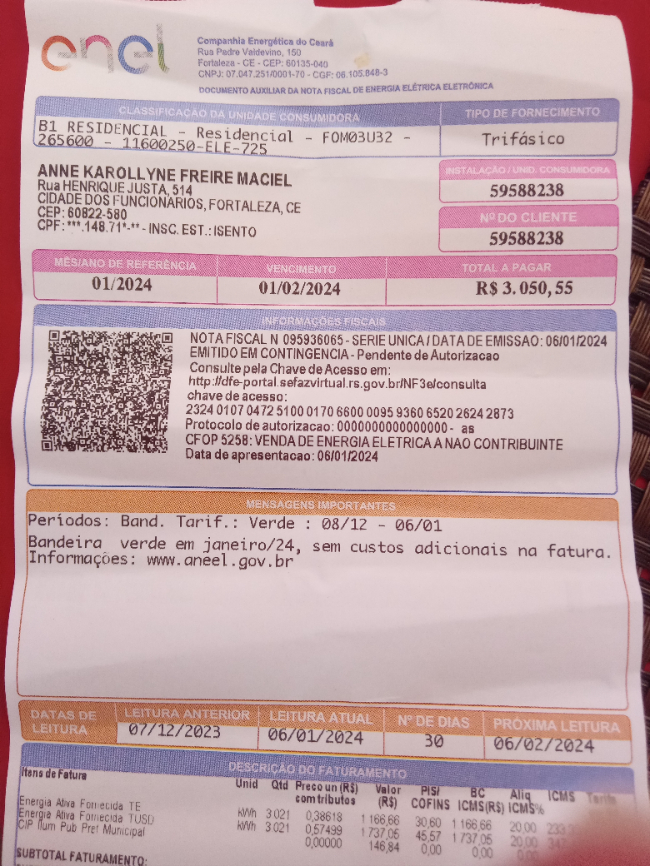 enel
Companhia Energética do Ceará
Rua Padre Valdevino, 150
Fortaleza - CE - CEP: 60135-040
CNPJ: 07.047.251/0001-70 - CGF: 06.105.848-3
DOCUMENTO AUXILIAR DA NOTA FISCAL DE ENERGIA ELÉTRICA ELETRÔNICA
CLASSIFICAÇÃO DA UNIDADE CONSUMIDORA
TIPO DE FORNECIMENTO
B1 RESIDENCIAL - Residencial - FOM03U32 -
265600 - 11600250-ELE-725
Trifásico
ANNE KAROLLYNE FREIRE MACIEL
Rua HENRIQUE JUSTA, 514
CIDADE DOS FUNCIONARIOS, FORTALEZA, CE
CEP: 60822-580
CPF: ***.148.71*-** - INSC. EST.: ISENTO
INSTALAÇÃO / UNID. CONSUMIDORA
59588238
Nº DO CLIENTE
59588238
MÊS/ANO DE REFERÊNCIA VENCIMENTO TOTAL A PAGAR
01/2024 01/02/2024 R$ 3.050,55
INFORMAÇÕES FISCAIS
NOTA FISCAL N 095936065 - SERIE UNICA / DATA DE EMISSAO: 06/01/2024
EMITIDO EM CONTINGENCIA - Pendente de Autorizacao
Consulte pela Chave de Acesso em:
http://dfe-portal.sefazvirtual.rs.gov.br/NF3e/consulta
chave de acesso:
2324 0107 0472 5100 0170 6600 0095 9360 6520 2624 2873
Protocolo de autorizacao: 0000000000000000 - as
CFOP 5258: VENDA DE ENERGIA ELETRICA A NAO CONTRIBUINTE
Data de apresentacao: 06/01/2024
MENSAGENS IMPORTANTES
Períodos: Band. Tarif.: Verde : 08/12 - 06/01
Bandeira verde em janeiro/24, sem custos adicionais na fatura.
Informações: www.aneel.gov.br
DATAS DE LEITURA
LEITURA ANTERIOR LEITURA ATUAL Nº DE DIAS PRÓXIMA LEITURA
07/12/2023 06/01/2024 30 06/02/2024
DESCRIÇÃO DO FATURAMENTO
Itens de Fatura Unid Qtd Preco un (R$) com tributos Valor (R$) PIS/ COFINS BC ICMS(R$) Aliq ICMS% ICMS Tarifa
Energia Ativa Fornecida TE kWh 3 021 0,38618 1 166,66 30,60 1 166,66 20,00
Energia Ativa Fornecida TUSD kWh 3 021 0,57499 1 737,05 45,57 1 737,05 20,00
CIP Ilum Pub Pref Municipal 0,00000 146,84 0,00 0,00
SUBTOTAL FATURAMENTO: